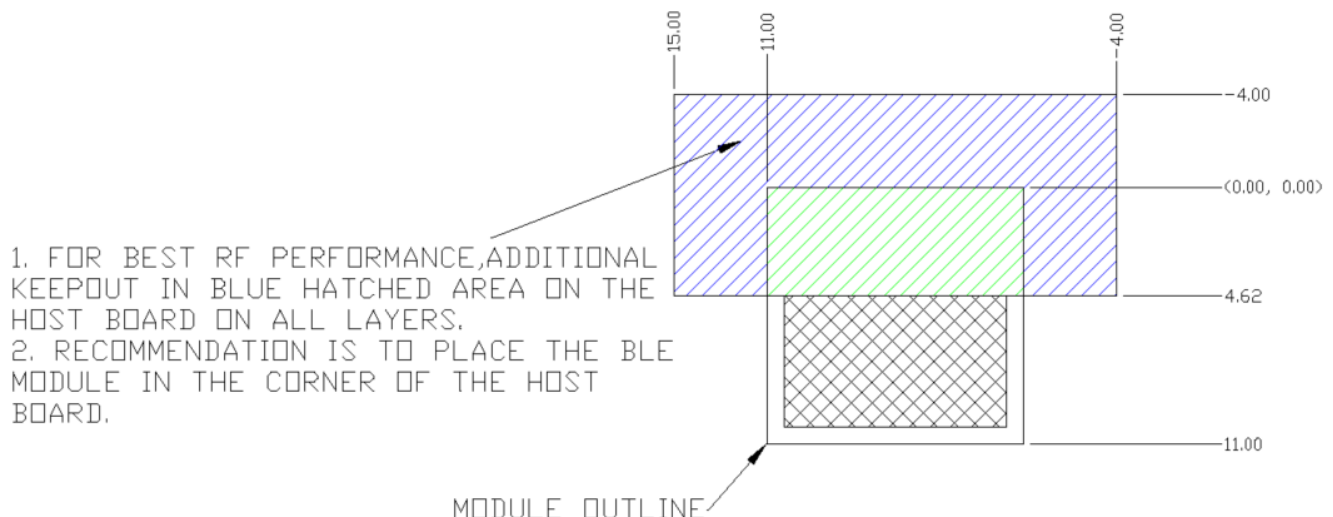 15.00
11.00
-4.00
-4.00
(0.00, 0.00)
1. FOR BEST RF PERFORMANCE,ADDITIONAL
KEEPOUT IN BLUE HATCHED AREA ON THE
HOST BOARD ON ALL LAYERS.
4.62
2. RECOMMENDATION IS TO PLACE THE BLE
MODULE IN THE CORNER OF THE HOST
BOARD.
11.00
MODULE OUTLINE